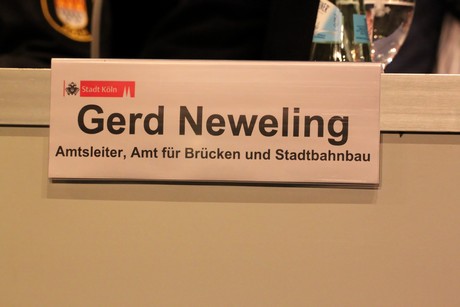 Stadt Köln
Gerd Neweling
Amtsleiter, Amt für Brücken und Stadtbahnbau